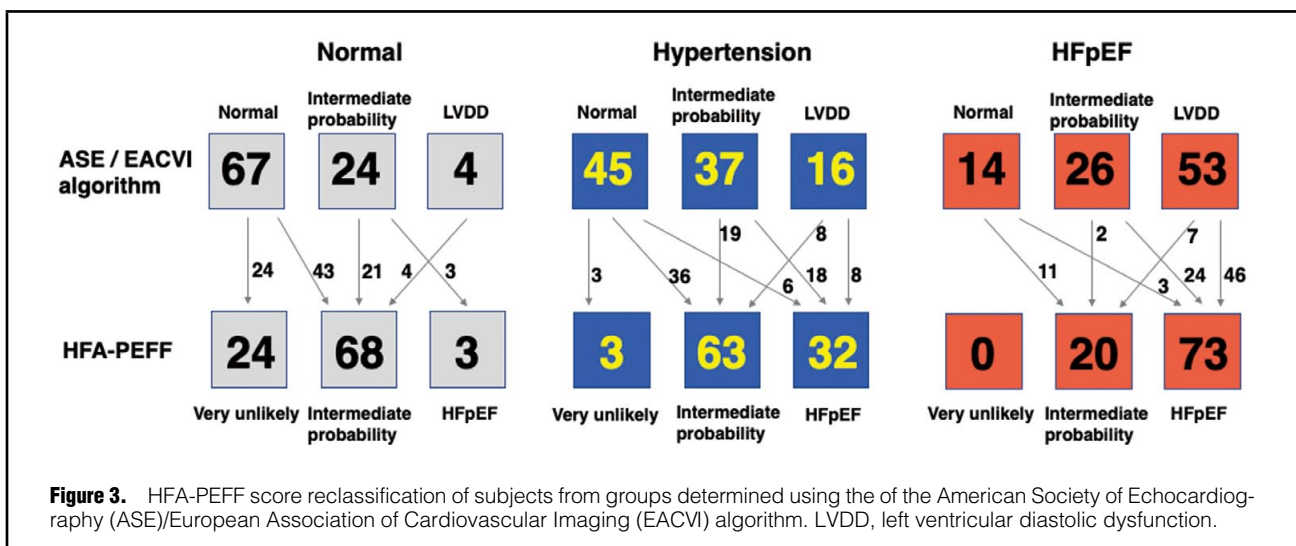 Normal Hypertension HFpEF
Normal Intermediate probability LVDD Normal Intermediate probability LVDD Normal Intermediate probability LVDD
ASE / EACVI
algorithm
67 24 4 45 37 16 14 26 53
24 43 21 4 3 3 36 19 6 18 8 8 11 2 3 24 7 46
HFA-PEFF
24 68 3 3 63 32 0 20 73
Very unlikely Intermediate probability HFpEF Very unlikely Intermediate probability HFpEF Very unlikely Intermediate probability HFpEF
Figure 3. HFA-PEFF score reclassification of subjects from groups determined using the of the American Society of Echocardiog-
raphy (ASE)/European Association of Cardiovascular Imaging (EACVI) algorithm. LVDD, left ventricular diastolic dysfunction.